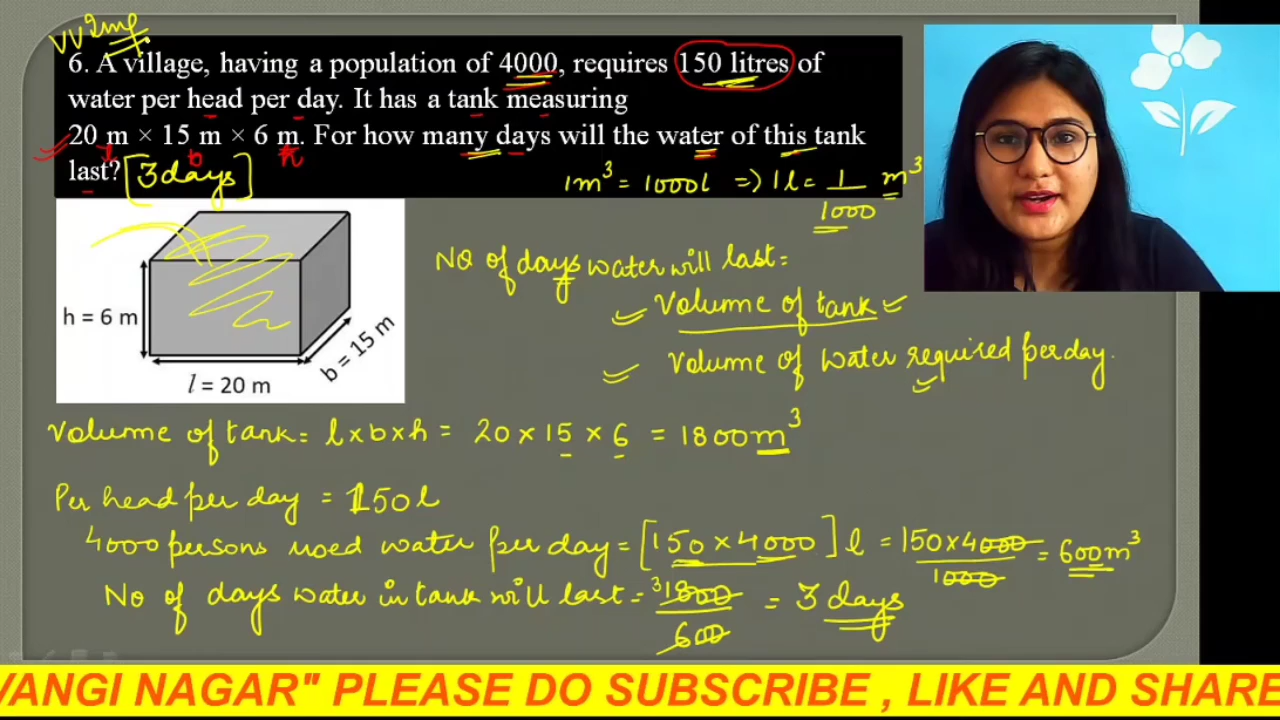 VV Imp
6. A village, having a population of 4000, requires 150 litres of
water per head per day. It has a tank measuring
20 m × 15 m × 6 m. For how many days will the water of this tank
last? [3 days]
l b h
1m³ = 1000l => 1l = 1/1000 m³
h = 6 m
l = 20 m
b = 15 m
No of days water will last =
Volume of tank
Volume of water required per day.
Volume of tank = l×b×h = 20 × 15 × 6 = 1800m³
Per head per day = 150l
4000 persons used water per day = [150 × 4000] l = 150×4000/1000 = 600m³
No of days water in tank will last = 3 1800/600 = 3 days
VANGI NAGAR" PLEASE DO SUBSCRIBE , LIKE AND SHARE